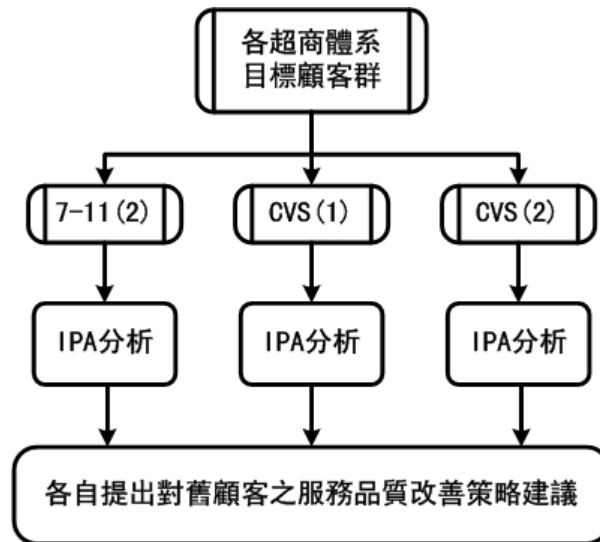 各超商體系
目標顧客群
7-11(2)
CVS(1)
CVS(2)
IPA分析
IPA分析
IPA分析
各自提出對舊顧客之服務品質改善策略建議